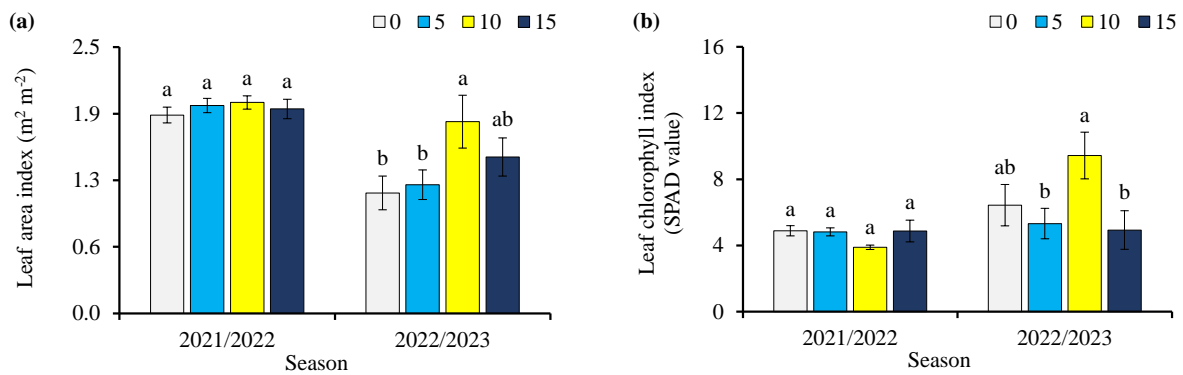 (a)
0 5 10 15
Leaf area index (m² m⁻²)
2.5
1.9
1.3
0.6
0.0
a a a a
b b a ab
2021/2022 2022/2023
Season
(b)
0 5 10 15
Leaf chlorophyll index
(SPAD value)
16
12
8
4
0
a a a a
ab b a b
2021/2022 2022/2023
Season